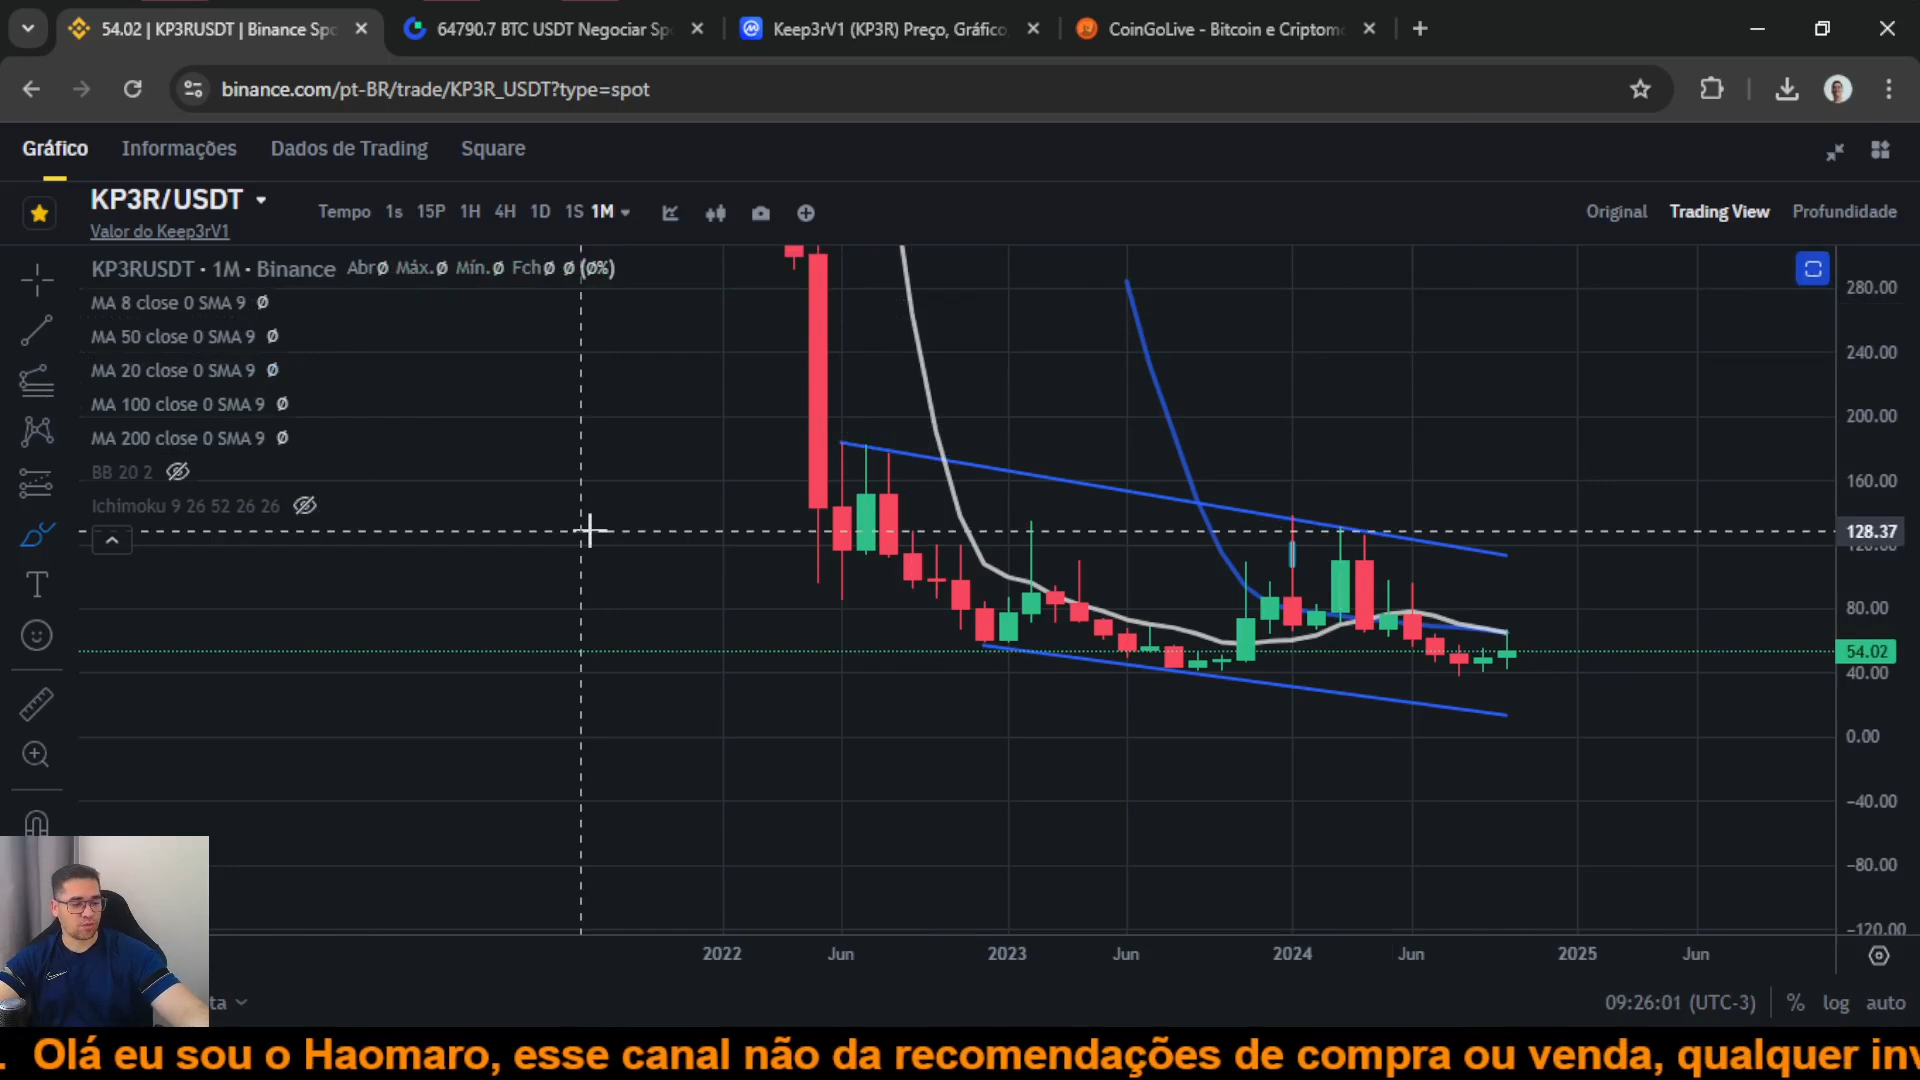 54.02 | KP3RUSDT | Binance Spo
64790.7 BTC USDT Negociar Sp
Keep3rV1 (KP3R) Preço, Gráfico,
CoinGoLive - Bitcoin e Criptom
binance.com/pt-BR/trade/KP3R_USDT?type=spot
Gráfico Informações Dados de Trading Square
KP3R/USDT
Valor do Keep3rV1
Tempo 1s 15P 1H 4H 1D 1S 1M
Original Trading View Profundidade
KP3RUSDT · 1M · Binance AbrØ Máx.Ø Mín.Ø FchØ Ø (Ø%)
MA 8 close 0 SMA 9 Ø
MA 50 close 0 SMA 9 Ø
MA 20 close 0 SMA 9 Ø
MA 100 close 0 SMA 9 Ø
MA 200 close 0 SMA 9 Ø
BB 20 2
Ichimoku 9 26 52 26 26
280.00
240.00
200.00
160.00
128.37
120.00
80.00
54.02
40.00
0.00
−40.00
−80.00
−120.00
2022 Jun 2023 Jun 2024 Jun 2025 Jun
ta
09:26:01 (UTC-3) % log auto
. Olá eu sou o Haomaro, esse canal não da recomendações de compra ou venda, qualquer inv